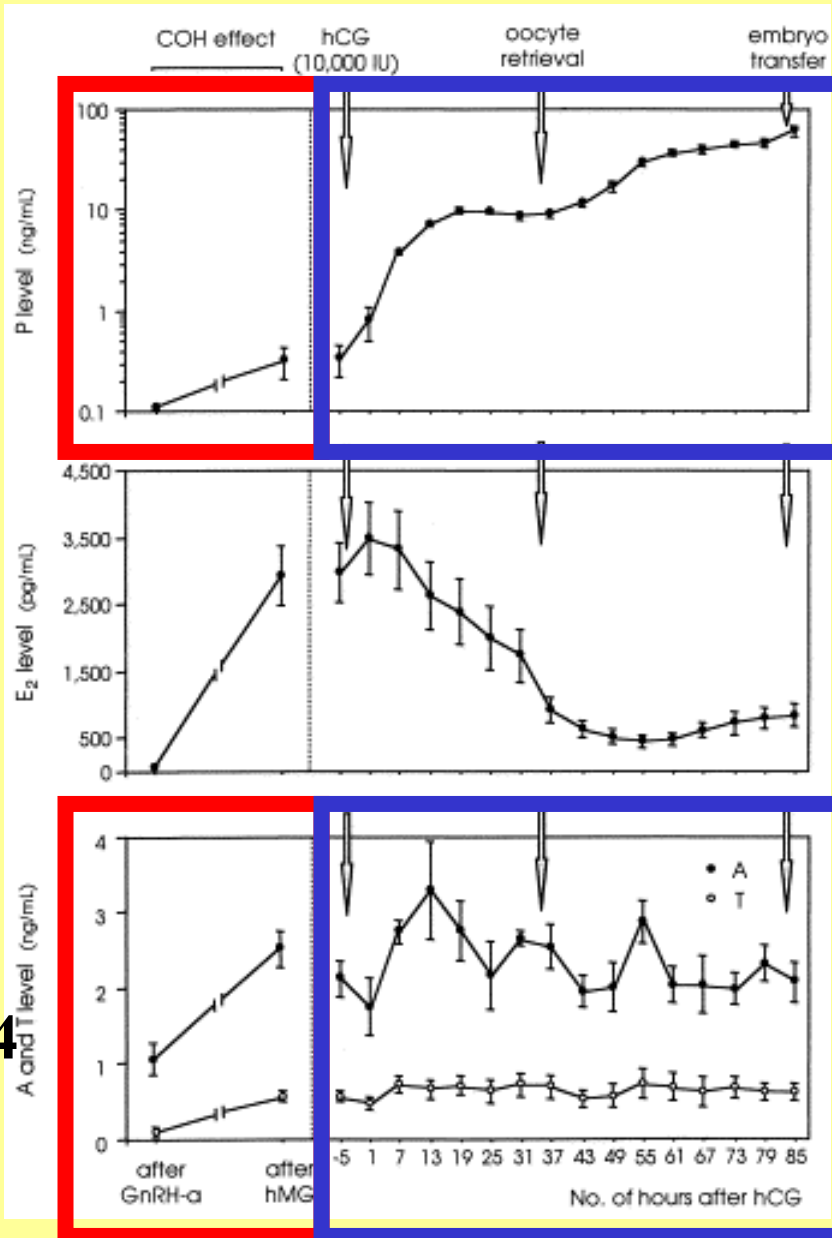 COH effect
hCG
(10,000 IU)
oocyte
retrieval
embryo
transfer
P level (ng/mL)
100
10
1
0.1
E₂ level (pg/mL)
4,500
3,500
2,500
1,500
500
0
A and T level (ng/mL)
4
3
2
1
0
A
T
4
after
GnRH-a
after
hMG
-5 1 7 13 19 25 31 37 43 49 55 61 67 73 79 85
No. of hours after hCG